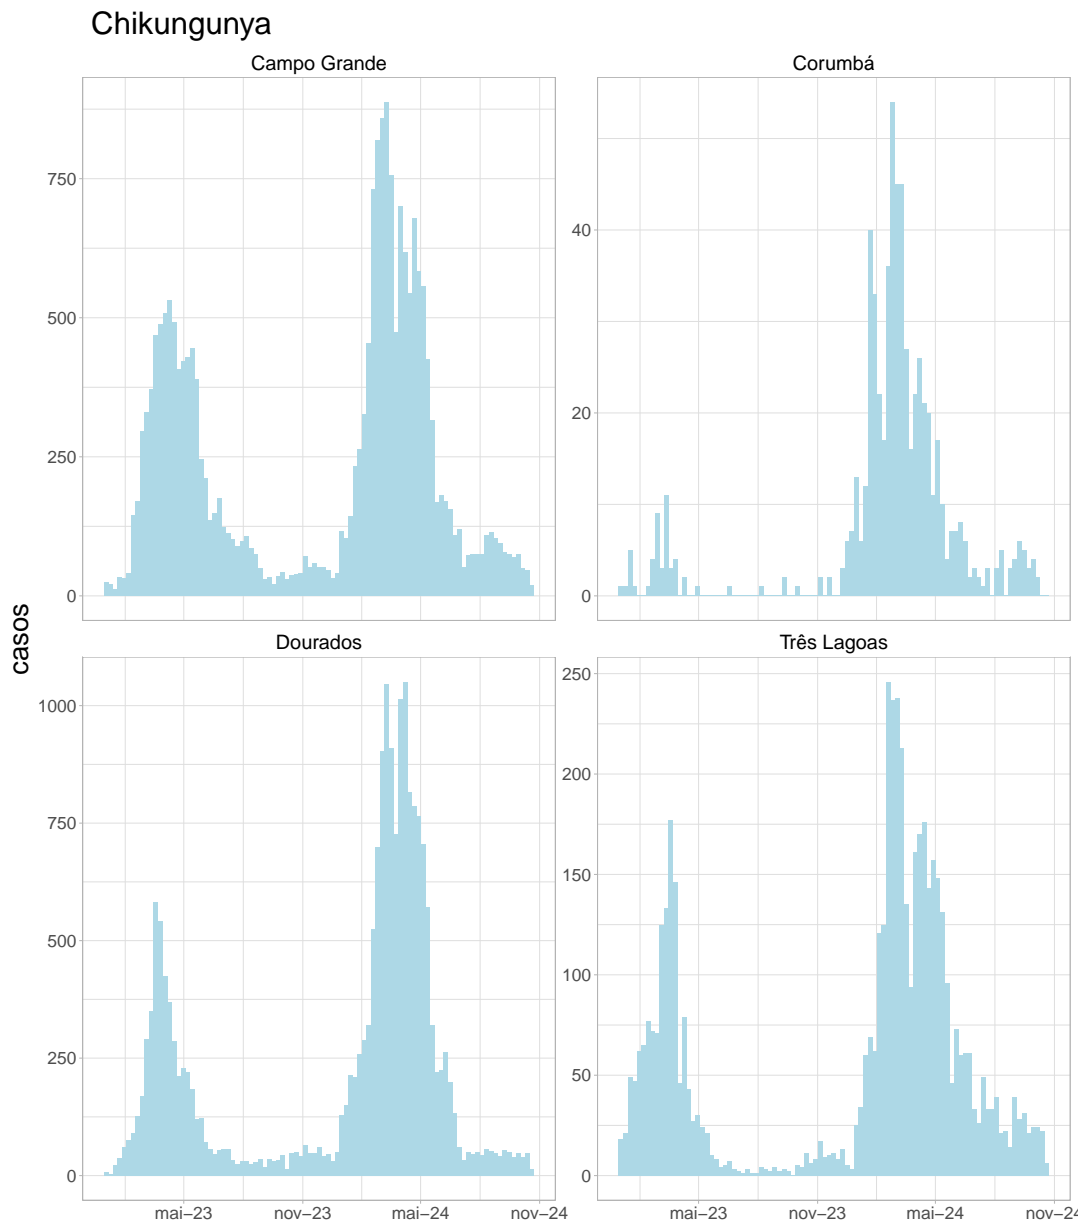 Chikungunya
Campo Grande
Corumbá
750
500
250
0
40
20
0
casos
Dourados
Três Lagoas
1000
750
500
250
0
250
200
150
100
50
0
mai–23
nov–23
mai–24
nov–24
mai–23
nov–23
mai–24
nov–24